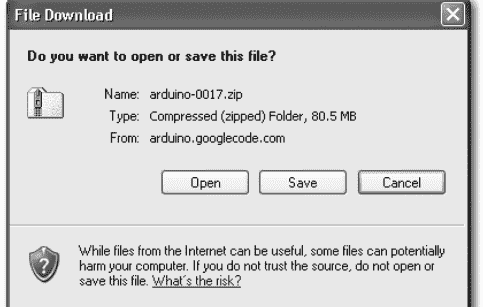 File Download
Do you want to open or save this file?
Name: arduino-0017.zip
Type: Compressed (zipped) Folder, 80.5 MB
From: arduino.googlecode.com
Open Save Cancel
While files from the Internet can be useful, some files can potentially
harm your computer. If you do not trust the source, do not open or
save this file. What's the risk?